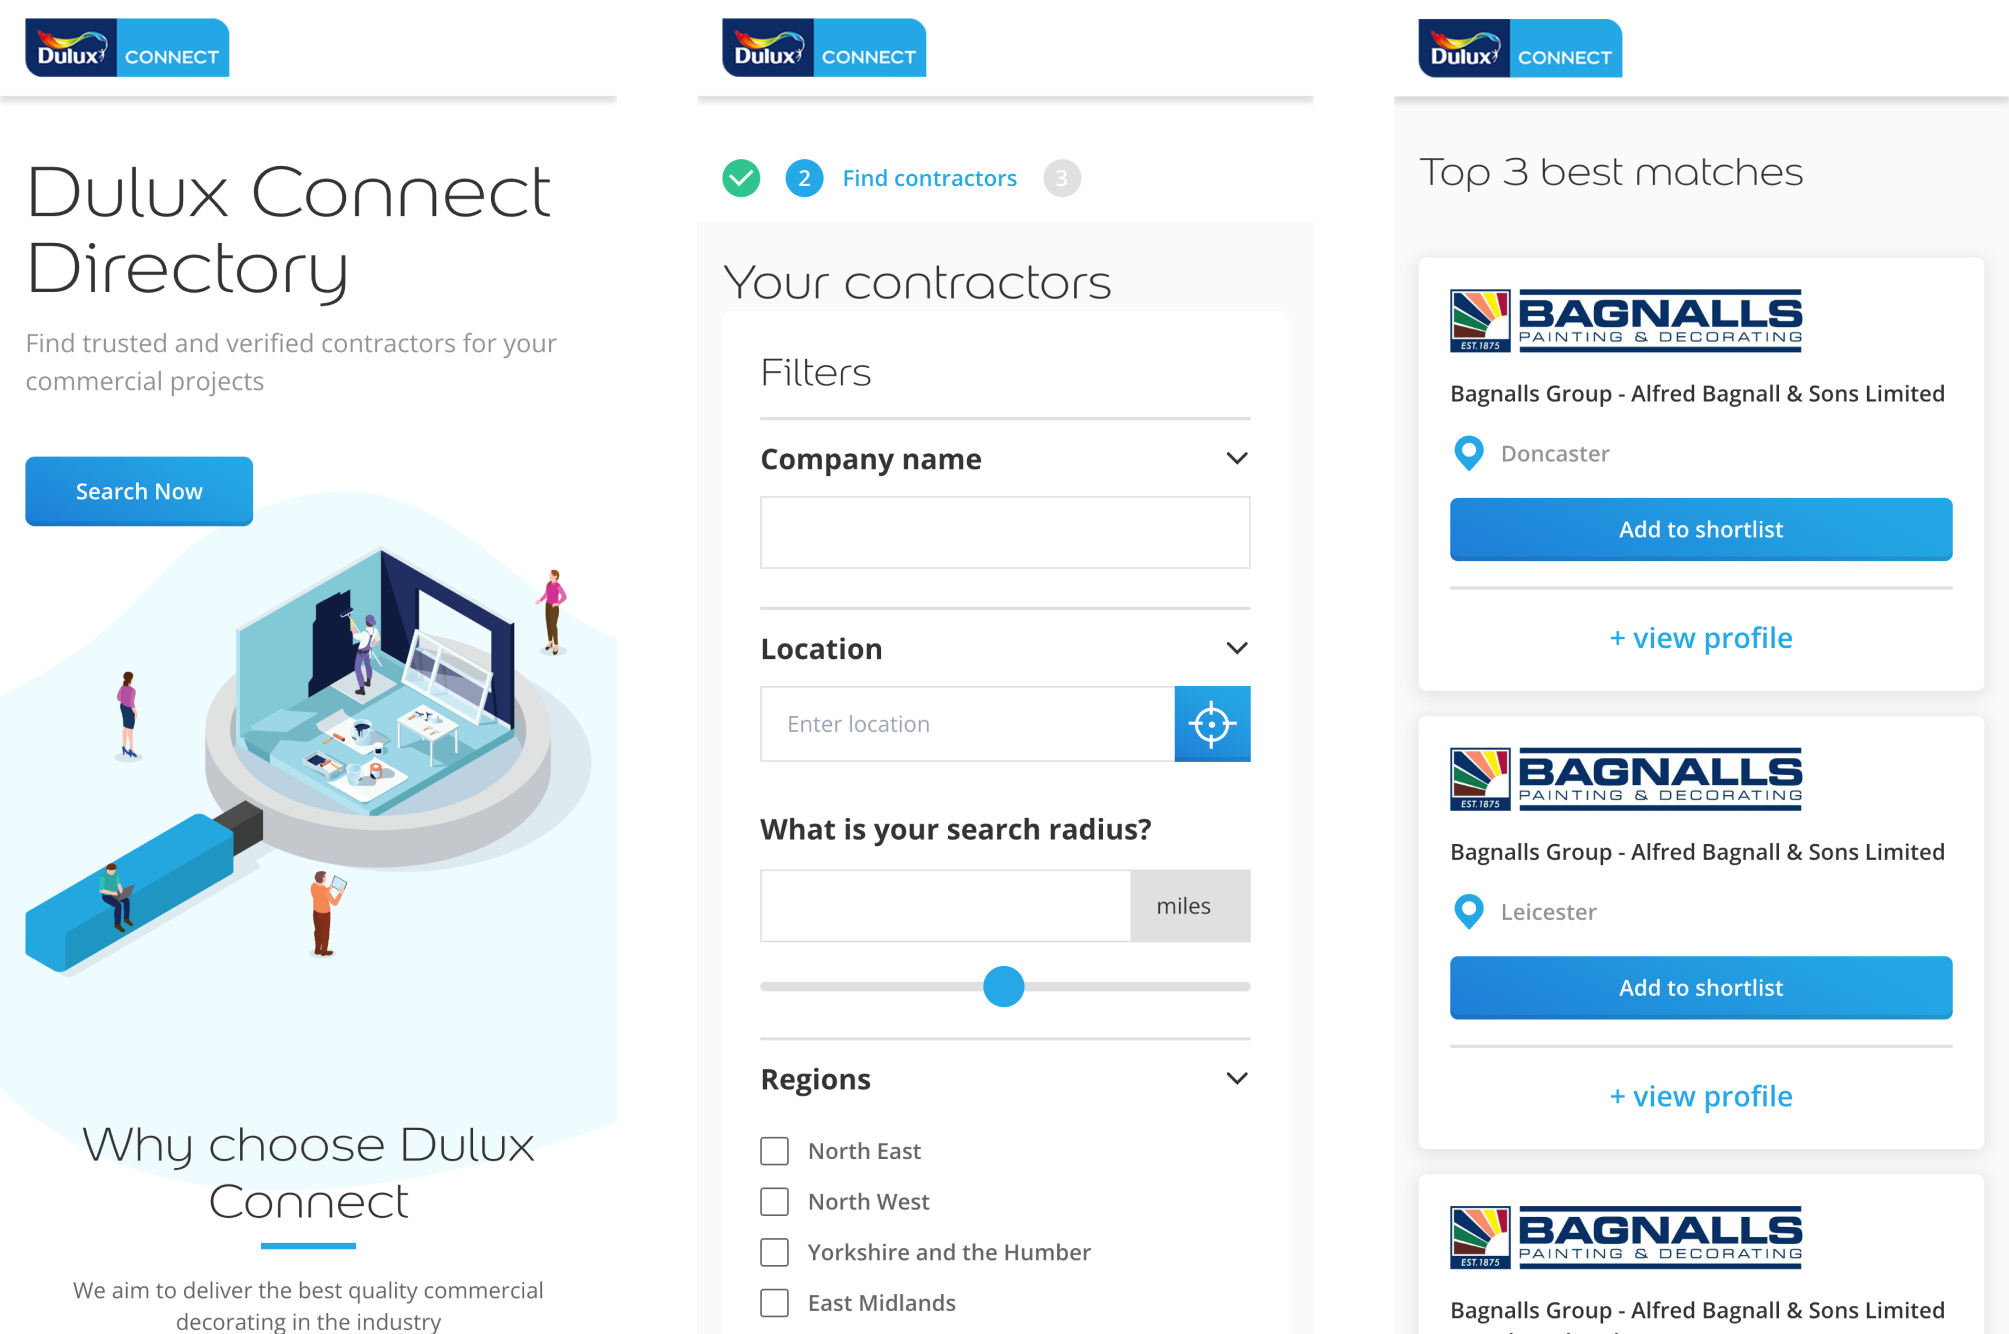 Dulux CONNECT
Dulux Connect
Directory
Find trusted and verified contractors for your
commercial projects
Search Now
Why choose Dulux
Connect
We aim to deliver the best quality commercial
decorating in the industry
Dulux CONNECT
2 Find contractors 3
Your contractors
Filters
Company name
Location
Enter location
What is your search radius?
miles
Regions
North East
North West
Yorkshire and the Humber
East Midlands
Dulux CONNECT
Top 3 best matches
BAGNALLS
PAINTING & DECORATING
EST.1875
Bagnalls Group - Alfred Bagnall & Sons Limited
Doncaster
Add to shortlist
+ view profile
BAGNALLS
PAINTING & DECORATING
EST.1875
Bagnalls Group - Alfred Bagnall & Sons Limited
Leicester
Add to shortlist
+ view profile
BAGNALLS
PAINTING & DECORATING
EST.1875
Bagnalls Group - Alfred Bagnall & Sons Limited